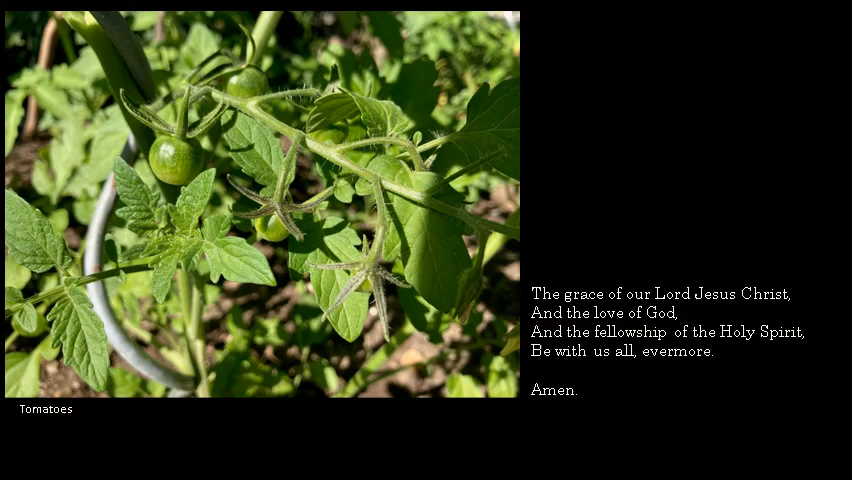 The grace of our Lord Jesus Christ,
And the love of God,
And the fellowship of the Holy Spirit,
Be with us all, evermore.
Amen.
Tomatoes